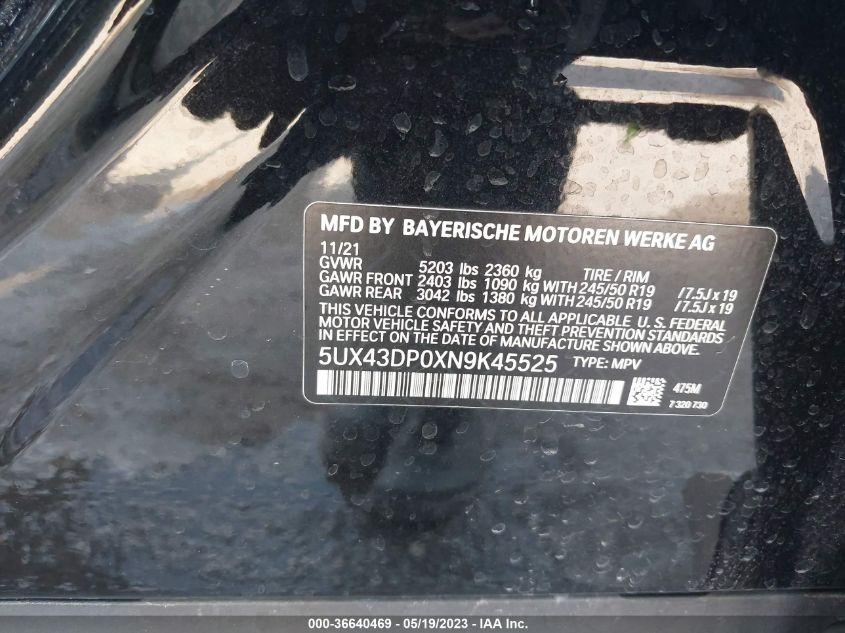 MFD BY BAYERISCHE MOTOREN WERKE AG
11/21
GVWR 5203 lbs 2360 kg TIRE / RIM
GAWR FRONT 2403 lbs 1090 kg WITH 245/50 R19 / 7.5J x 19
GAWR REAR 3042 lbs 1380 kg WITH 245/50 R19 / 7.5J x 19
THIS VEHICLE CONFORMS TO ALL APPLICABLE U. S. FEDERAL
MOTOR VEHICLE SAFETY AND THEFT PREVENTION STANDARDS
IN EFFECT ON THE DATE OF MANUFACTURE SHOWN ABOVE.
5UX43DP0XN9K45525 TYPE: MPV
475M
7 320 730
000-36640469 - 05/19/2023 - © Copyright 2023 - IAA Inc.